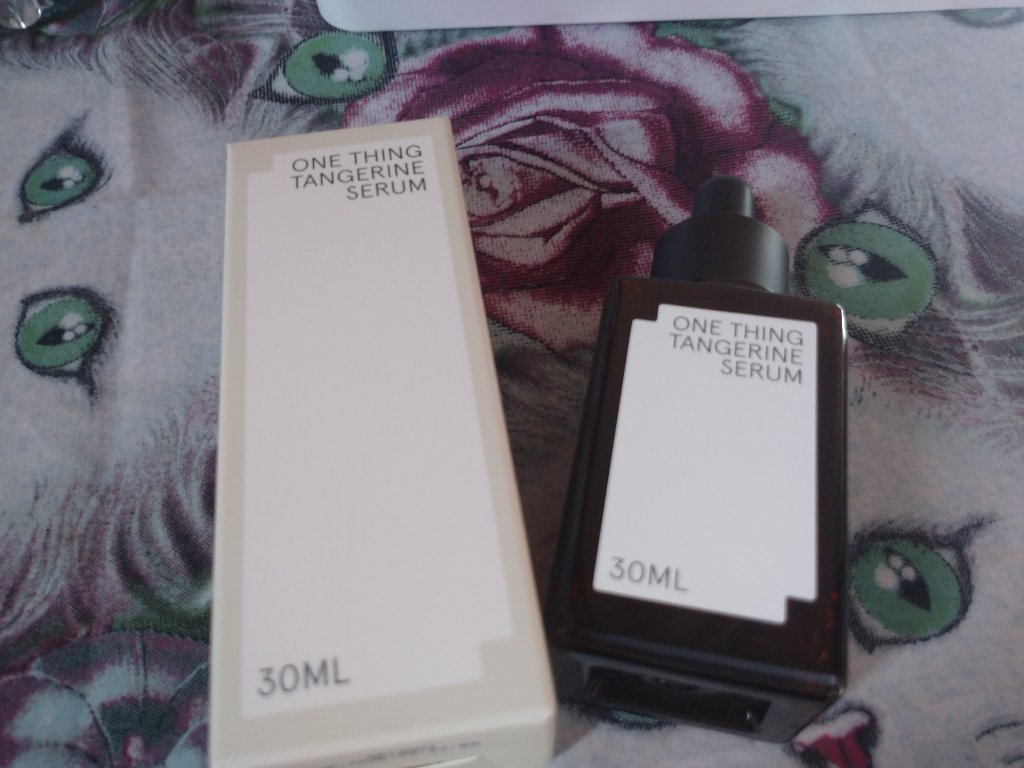 ONE THING
TANGERINE
SERUM
30ML
ONE THING
TANGERINE
SERUM
30ML